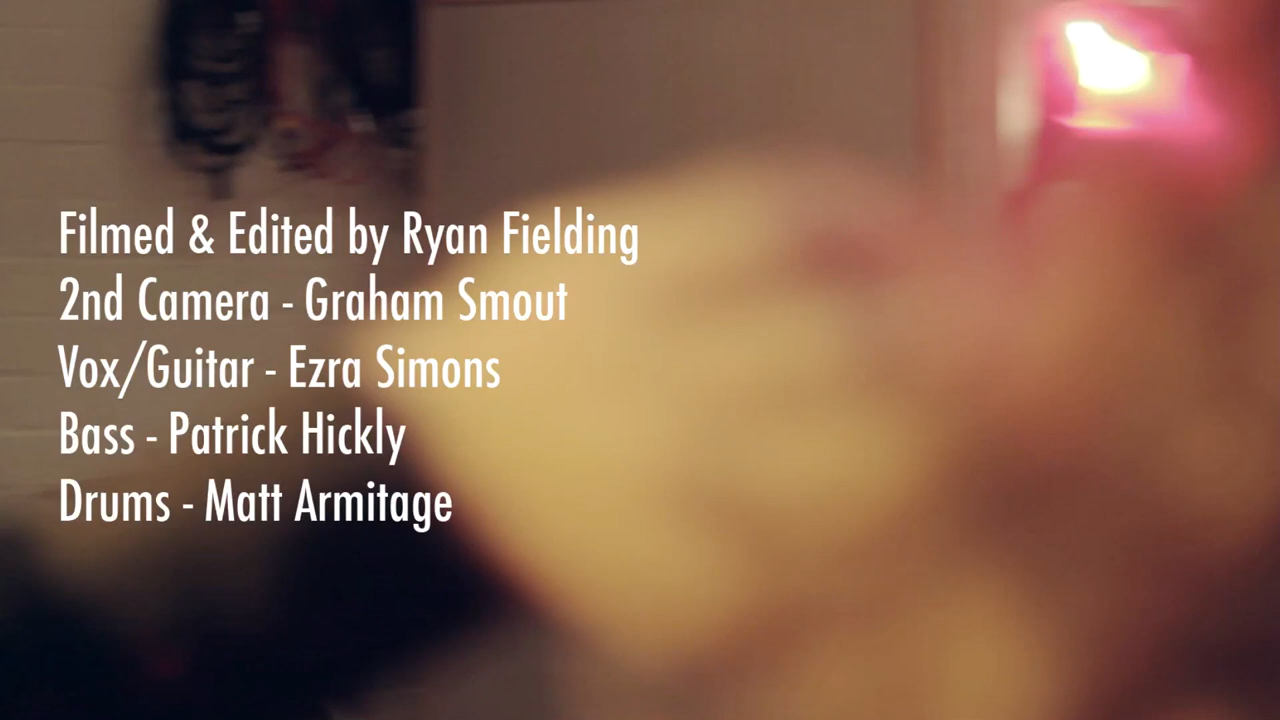 Filmed & Edited by Ryan Fielding
2nd Camera - Graham Smout
Vox/Guitar - Ezra Simons
Bass - Patrick Hickly
Drums - Matt Armitage